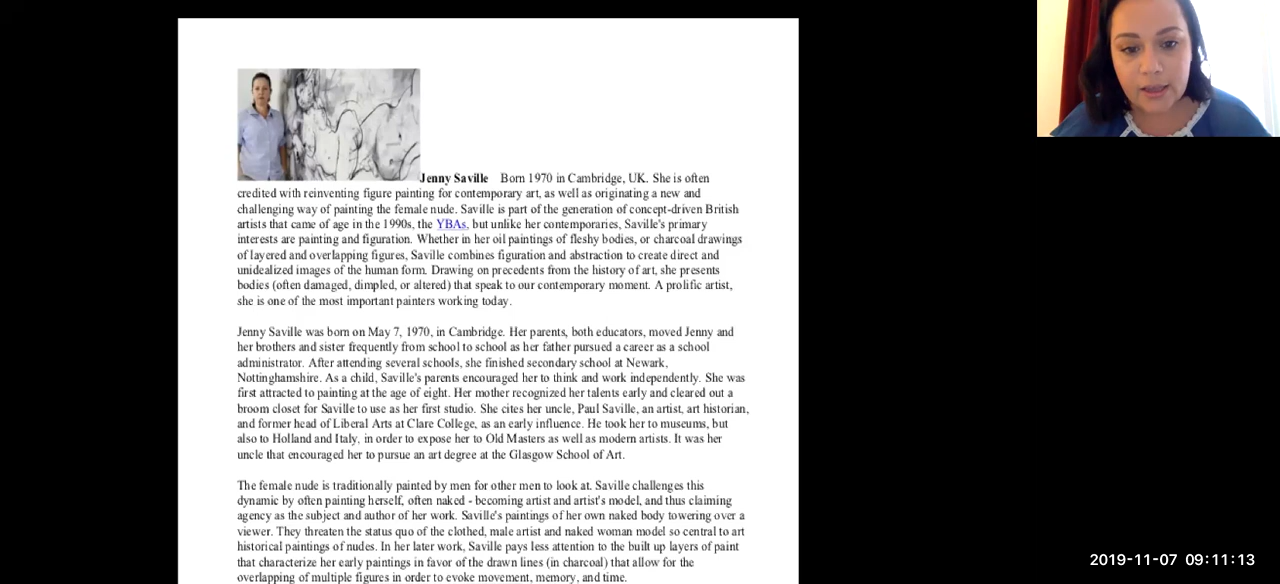 Jenny Saville Born 1970 in Cambridge, UK. She is often
credited with reinventing figure painting for contemporary art, as well as originating a new and
challenging way of painting the female nude. Saville is part of the generation of concept-driven British
artists that came of age in the 1990s, the YBAs, but unlike her contemporaries, Saville's primary
interests are painting and figuration. Whether in her oil paintings of fleshy bodies, or charcoal drawings
of layered and overlapping figures, Saville combines figuration and abstraction to create direct and
unidealized images of the human form. Drawing on precedents from the history of art, she presents
bodies (often damaged, dimpled, or altered) that speak to our contemporary moment. A prolific artist,
she is one of the most important painters working today.
Jenny Saville was born on May 7, 1970, in Cambridge. Her parents, both educators, moved Jenny and
her brothers and sister frequently from school to school as her father pursued a career as a school
administrator. After attending several schools, she finished secondary school at Newark,
Nottinghamshire. As a child, Saville's parents encouraged her to think and work independently. She was
first attracted to painting at the age of eight. Her mother recognized her talents early and cleared out a
broom closet for Saville to use as her first studio. She cites her uncle, Paul Saville, an artist, art historian,
and former head of Liberal Arts at Clare College, as an early influence. He took her to museums, but
also to Holland and Italy, in order to expose her to Old Masters as well as modern artists. It was her
uncle that encouraged her to pursue an art degree at the Glasgow School of Art.
The female nude is traditionally painted by men for other men to look at. Saville challenges this
dynamic by often painting herself, often naked - becoming artist and artist's model, and thus claiming
agency as the subject and author of her work. Saville's paintings of her own naked body towering over a
viewer. They threaten the status quo of the clothed, male artist and naked woman model so central to art
historical paintings of nudes. In her later work, Saville pays less attention to the built up layers of paint
that characterize her early paintings in favor of the drawn lines (in charcoal) that allow for the
overlapping of multiple figures in order to evoke movement, memory, and time.
2019-11-07 09:11:13